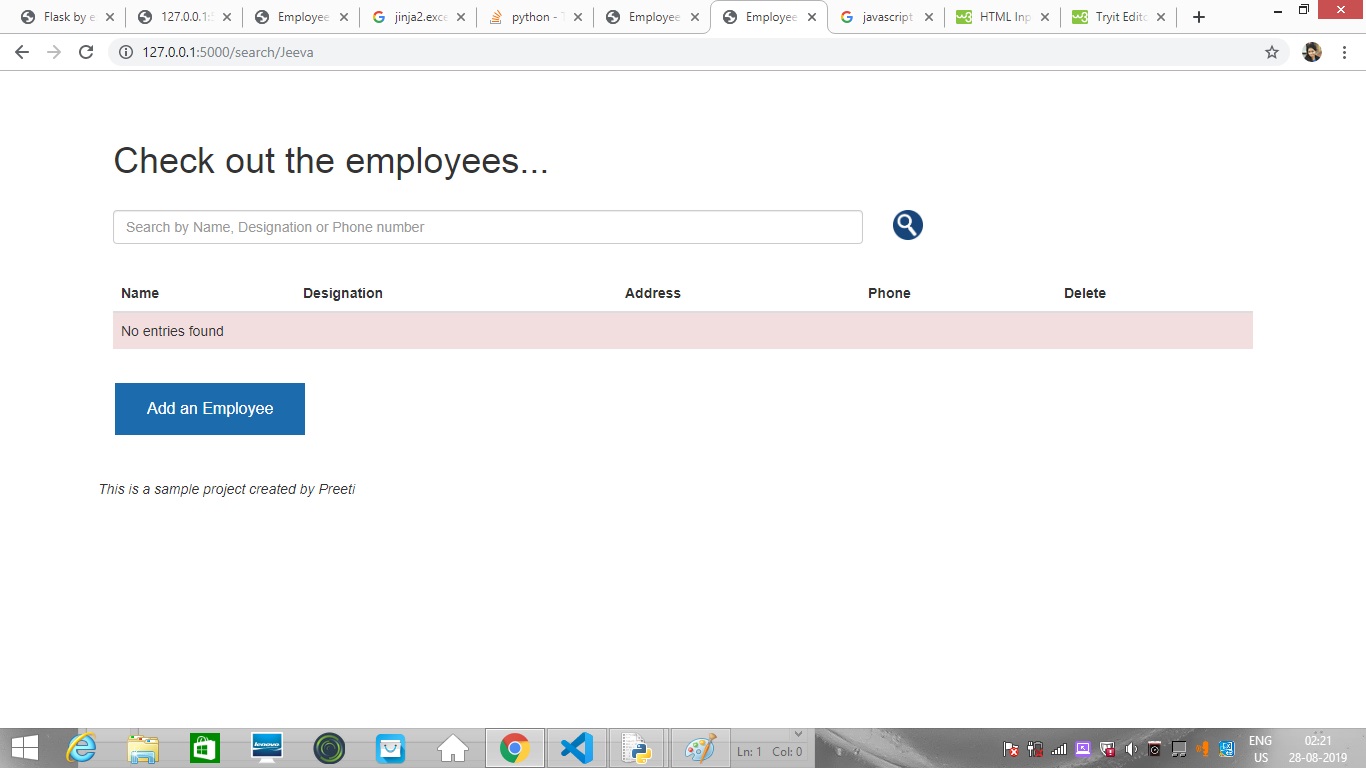 Flask by e
127.0.0.1:5
Employee
jinja2.exce
python - T
Employee
Employee
javascript
HTML Inp
Tryit Edito
127.0.0.1:5000/search/Jeeva
Check out the employees...
Search by Name, Designation or Phone number
Name Designation Address Phone Delete
No entries found
Add an Employee
This is a sample project created by Preeti
lenovo
Ln: 1 Col: 0
ENG
US
02:21
28-08-2019